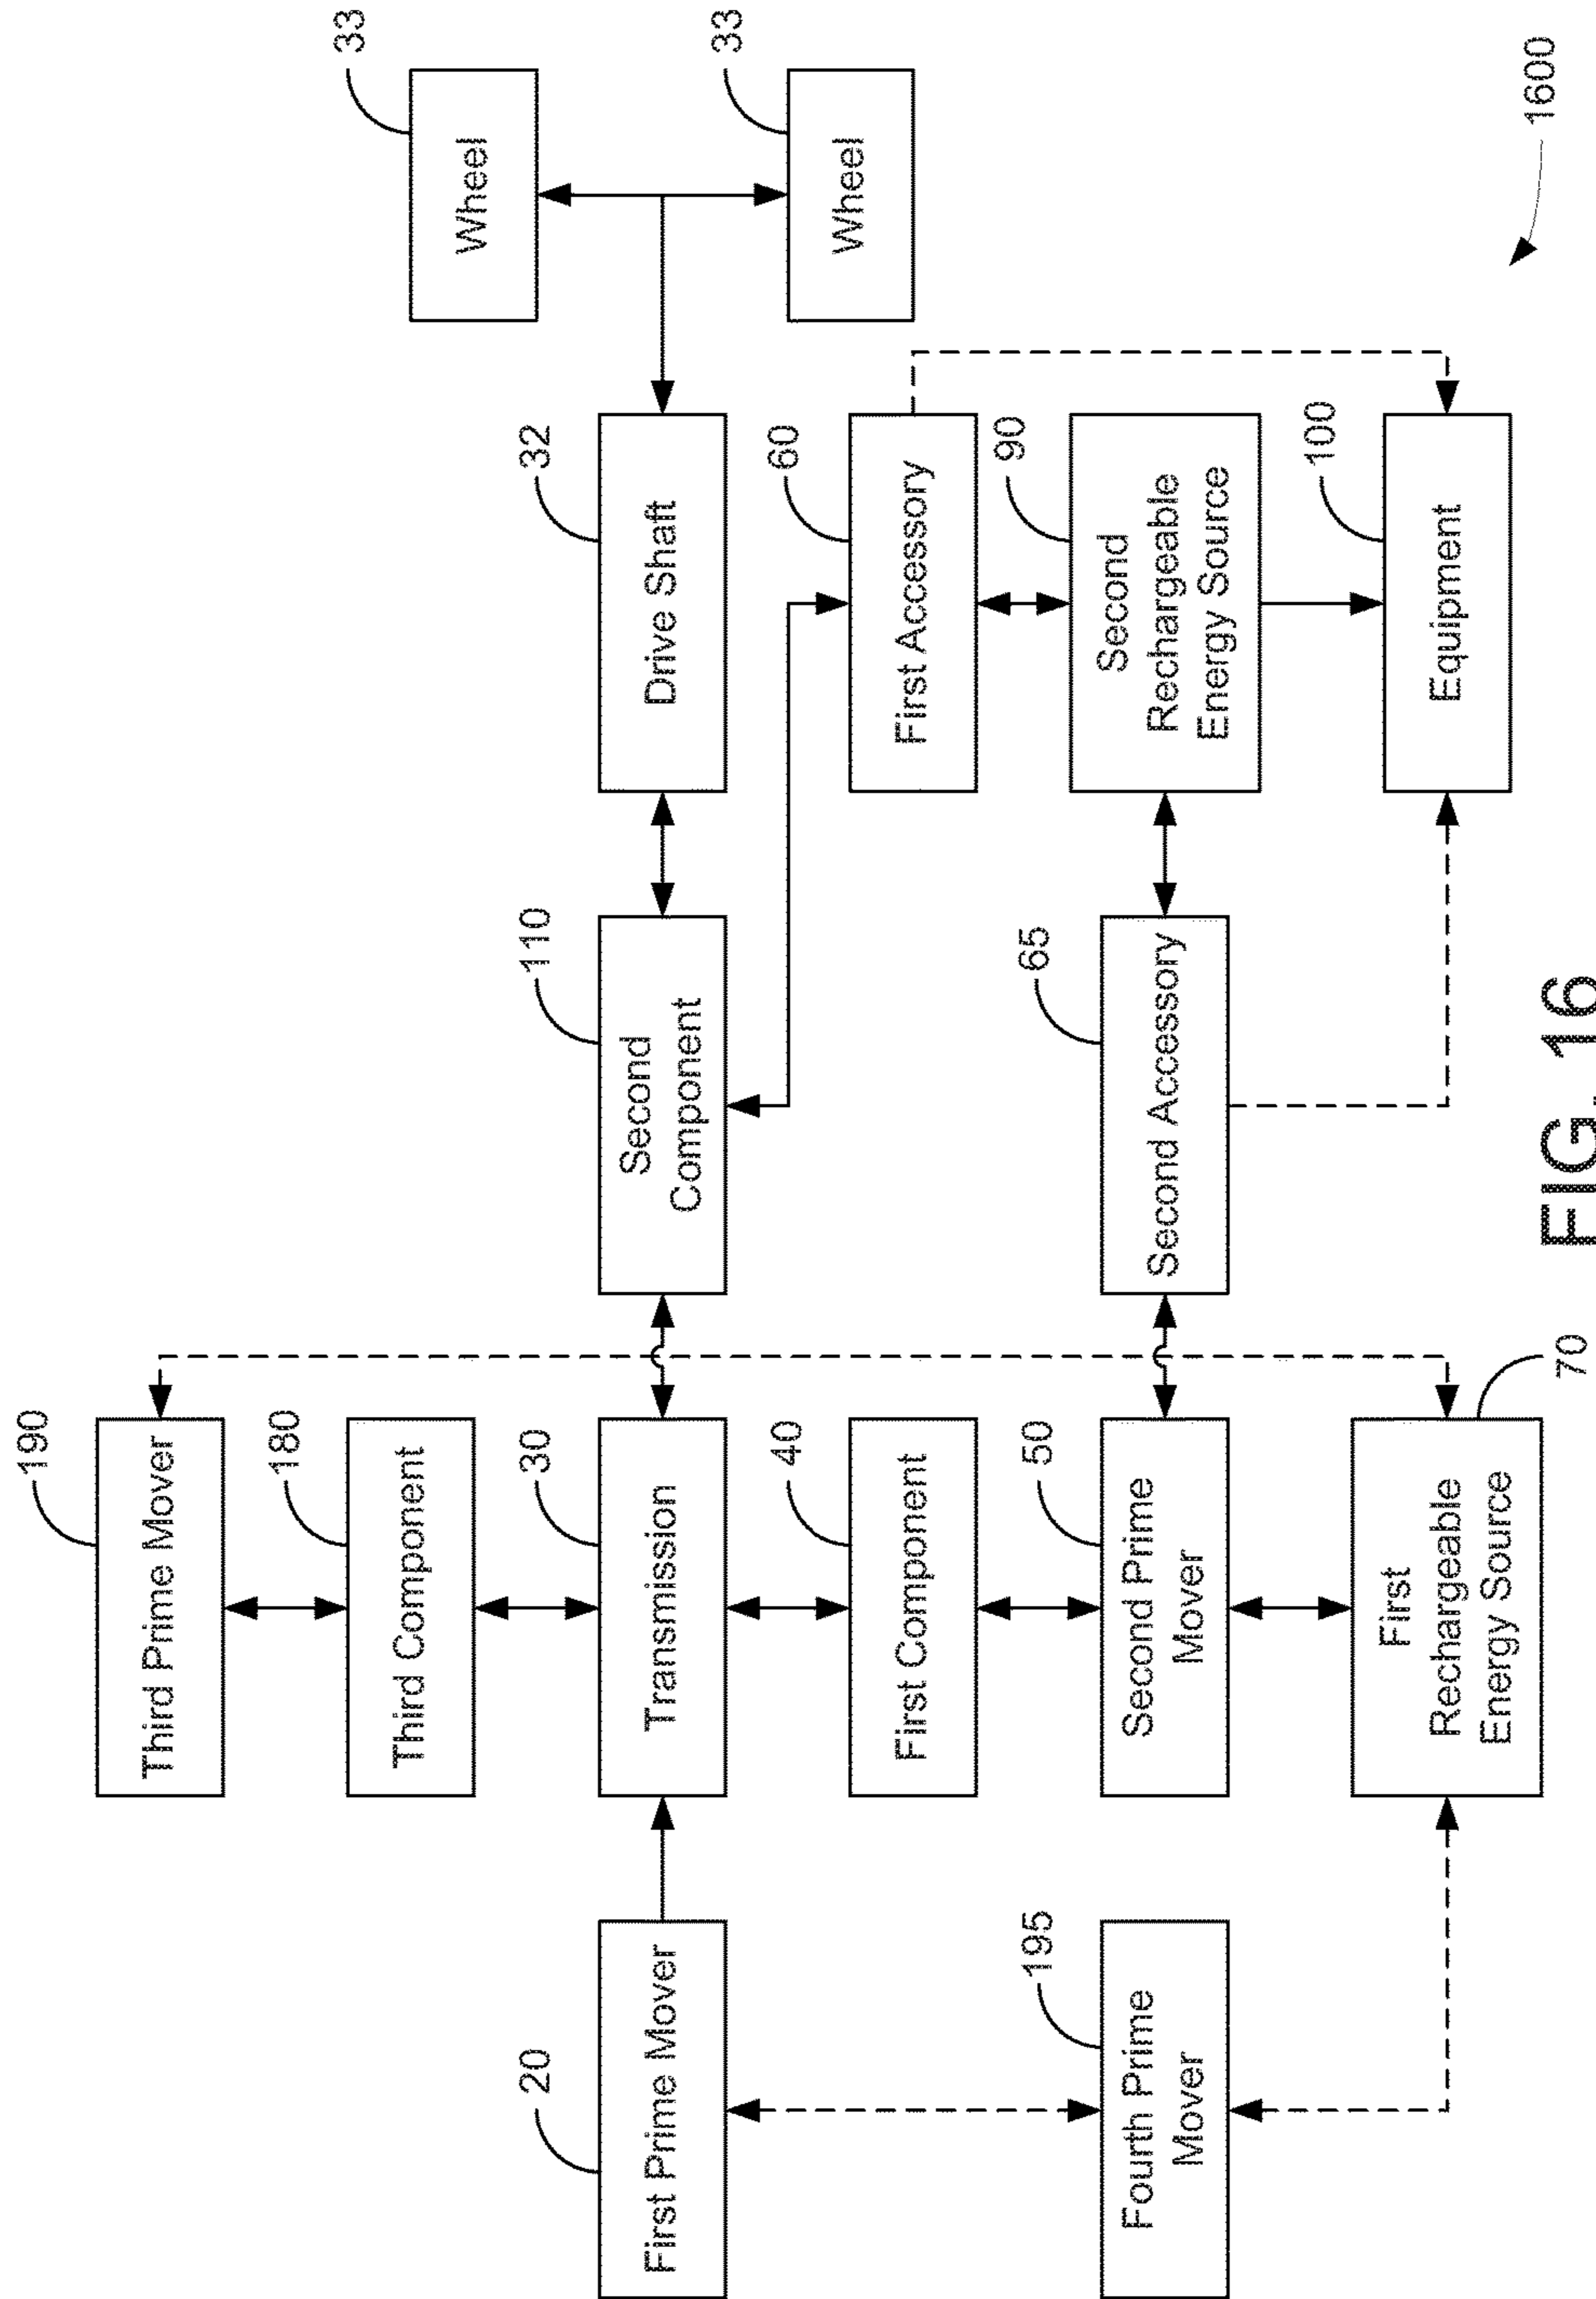 190
Third Prime Mover
180
Third Component
20
First Prime Mover
30
Transmission
110
Second
Component
32
Drive Shaft
33
Wheel
33
Wheel
40
First Component
60
First Accessory
195
Fourth Prime
Mover
50
Second Prime
Mover
65
Second Accessory
90
Second
Rechargeable
Energy Source
70
First
Rechargeable
Energy Source
100
Equipment
1600
FIG. 16